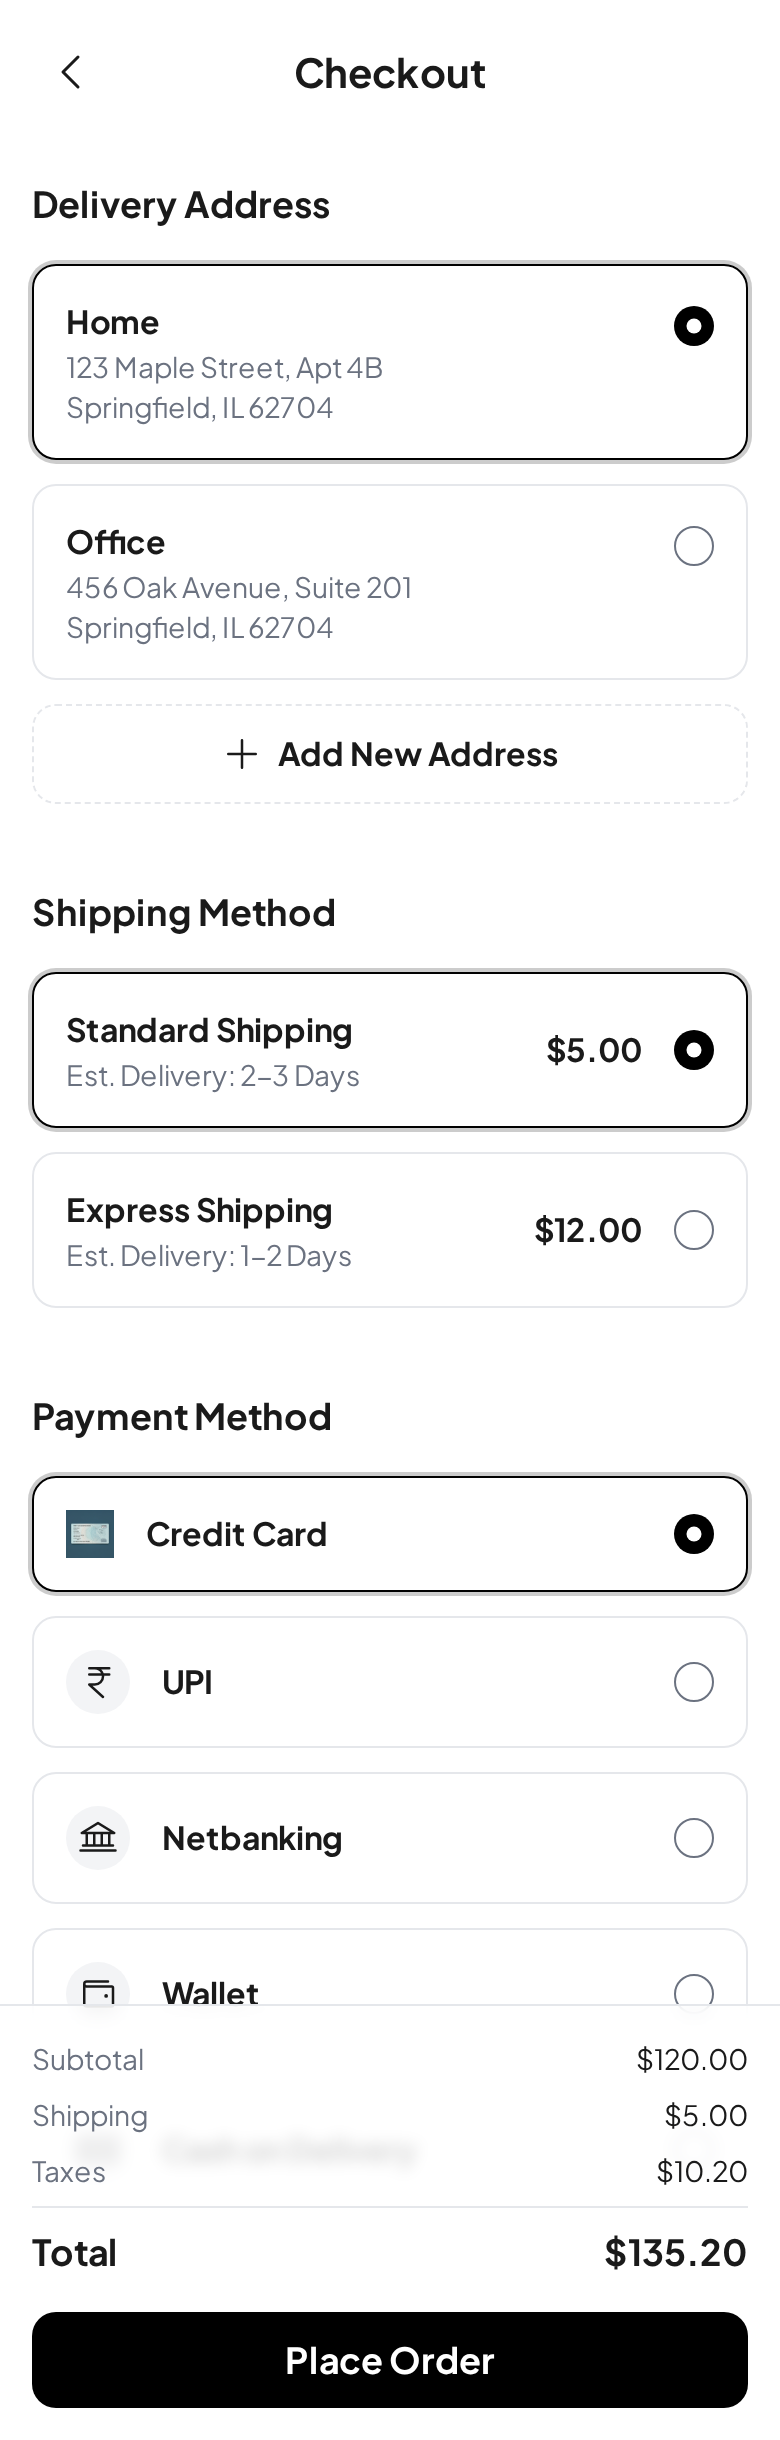 Checkout
Delivery Address
Home
123 Maple Street, Apt 4B
Springfield, IL 62704
Office
456 Oak Avenue, Suite 201
Springfield, IL 62704
Add New Address
Shipping Method
Standard Shipping
Est. Delivery: 2–3 Days
$5.00
Express Shipping
Est. Delivery: 1–2 Days
$12.00
Payment Method
Credit Card
₹ UPI
Netbanking
Wallet
Subtotal $120.00
Shipping $5.00
Cash on Delivery
Taxes $10.20
Total $135.20
Place Order